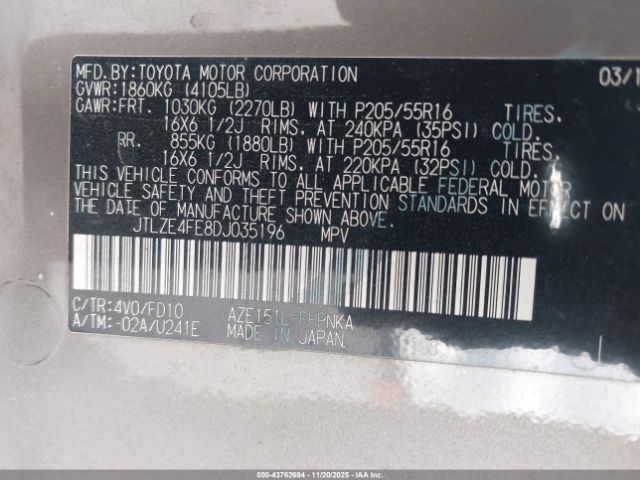 MFD.BY:TOYOTA MOTOR CORPORATION 03/1
GVWR:1860KG (4105LB)
GAWR:FRT. 1030KG (2270LB) WITH P205/55R16 TIRES,
16X6 1/2J RIMS, AT 240KPA (35PSI) COLD.
RR. 855KG (1880LB) WITH P205/55R16 TIRES,
16X6 1/2J RIMS, AT 220KPA (32PSI) COLD.
THIS VEHICLE CONFORMS TO ALL APPLICABLE FEDERAL MOTOR
VEHICLE SAFETY AND THEFT PREVENTION STANDARDS IN EFFECT ON
THE DATE OF MANUFACTURE SHOWN ABOVE.
JTLZE4FE8DJ035196 MPV
C/TR:4V0/FD10
A/TM:-02A/U241E
MADE IN JAPAN
00-43762694 - 11/20/2025 - IAA Inc.